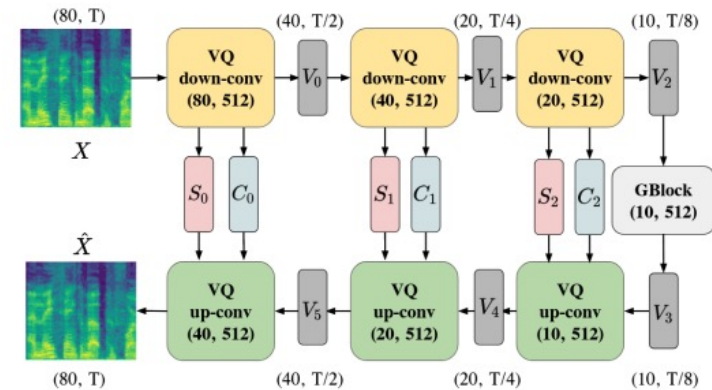 (80, T)
(40, T/2)
(20, T/4)
(10, T/8)
VQ
down-conv
(80, 512)
V₀
VQ
down-conv
(40, 512)
V₁
VQ
down-conv
(20, 512)
V₂
X
S₀
C₀
S₁
C₁
S₂
C₂
GBlock
(10, 512)
X̂
VQ
up-conv
(40, 512)
V₅
VQ
up-conv
(20, 512)
V₄
VQ
up-conv
(10, 512)
V₃
(80, T)
(40, T/2)
(20, T/4)
(10, T/8)